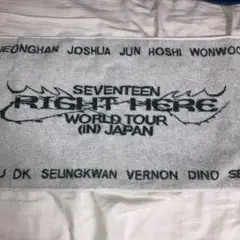 JEONGHAN JOSHUA JUN HOSHI WONWOO
SEVENTEEN
RIGHT HERE
WORLD TOUR
(IN) JAPAN
DK SEUNGKWAN VERNON DINO